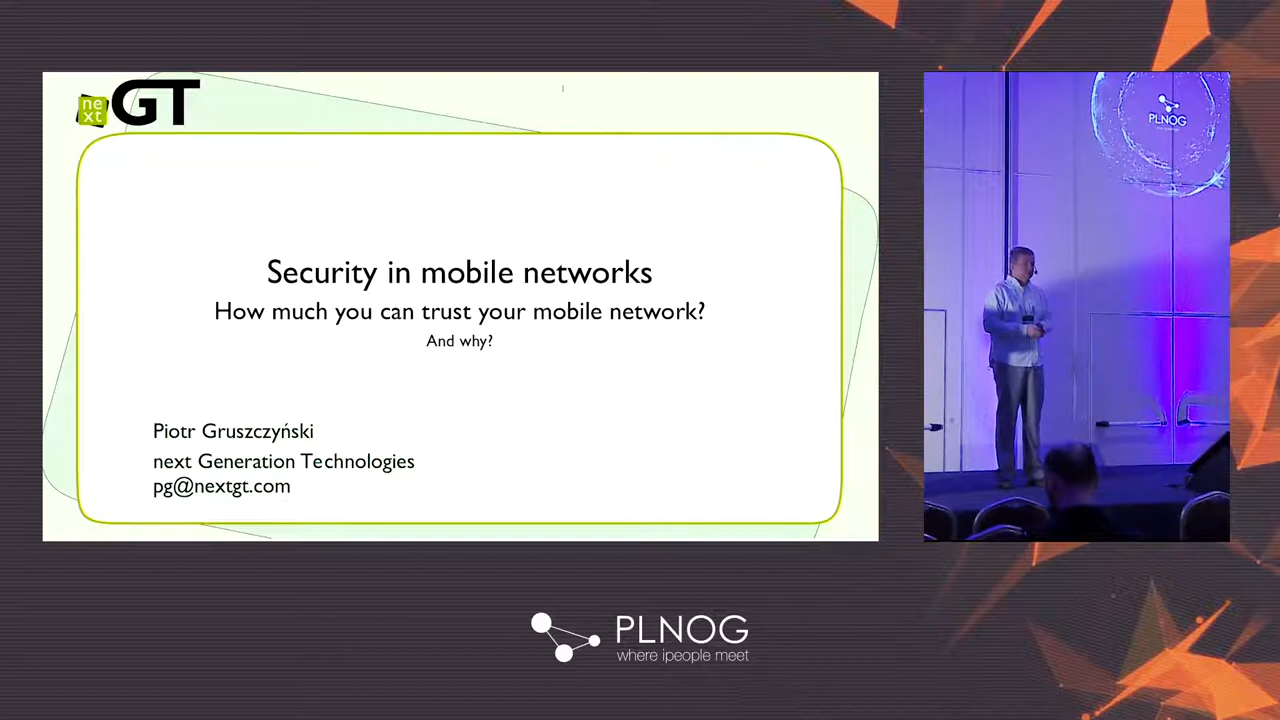 next
GT
Security in mobile networks
How much you can trust your mobile network?
And why?
Piotr Gruszczyński
next Generation Technologies
pg@nextgt.com
PLNOG
PLNOG
where ipeople meet